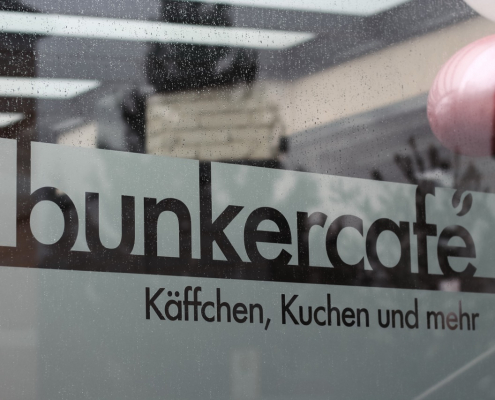 bunkercafé
Käffchen, Kuchen und mehr